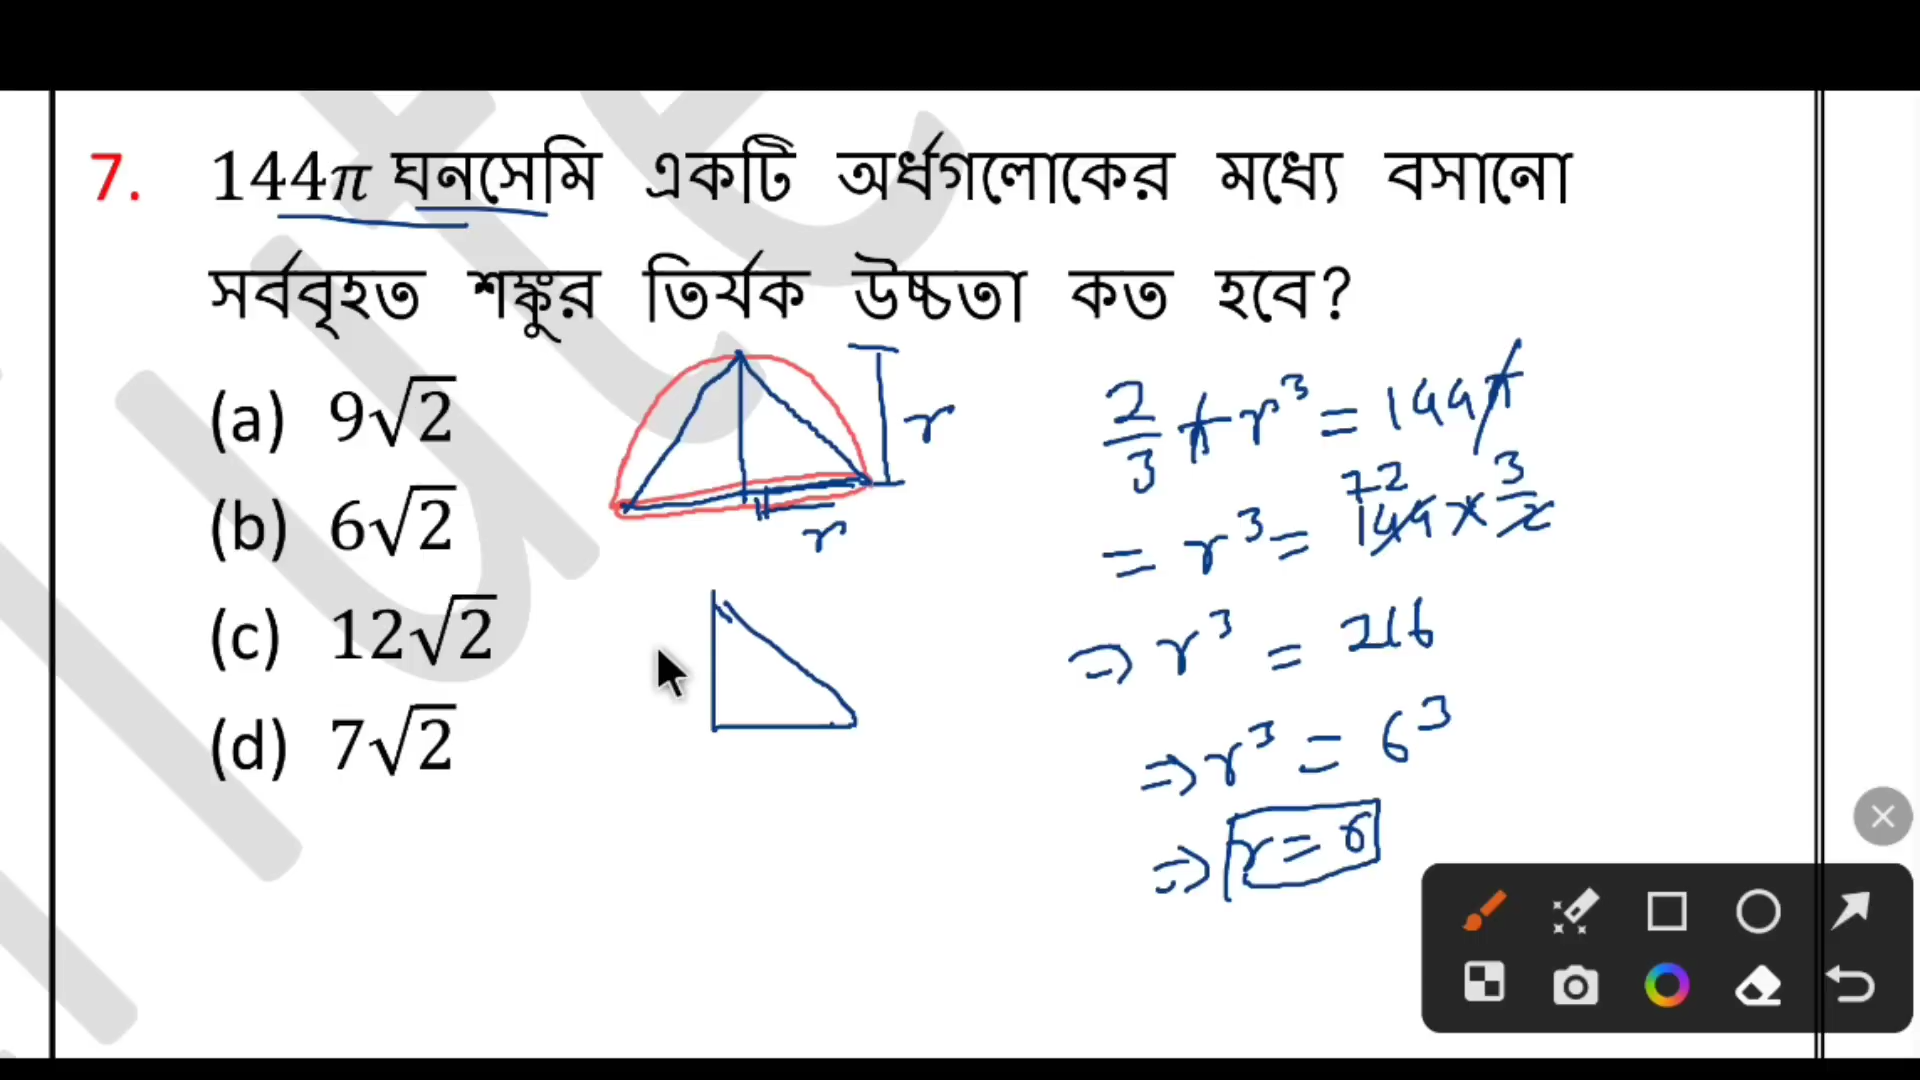 7. 144π ঘনসেমি একটি অর্ধগলোকের মধ্যে বসানো
সর্ববৃহত শঙ্কুর তির্যক উচ্চতা কত হবে?
(a) 9√2
(b) 6√2
(c) 12√2
(d) 7√2
r
r
2/3 π r³ = 144π
= r³ = 144 × 3/2
72
⇒ r³ = 216
⇒ r³ = 6³
⇒ r = 6